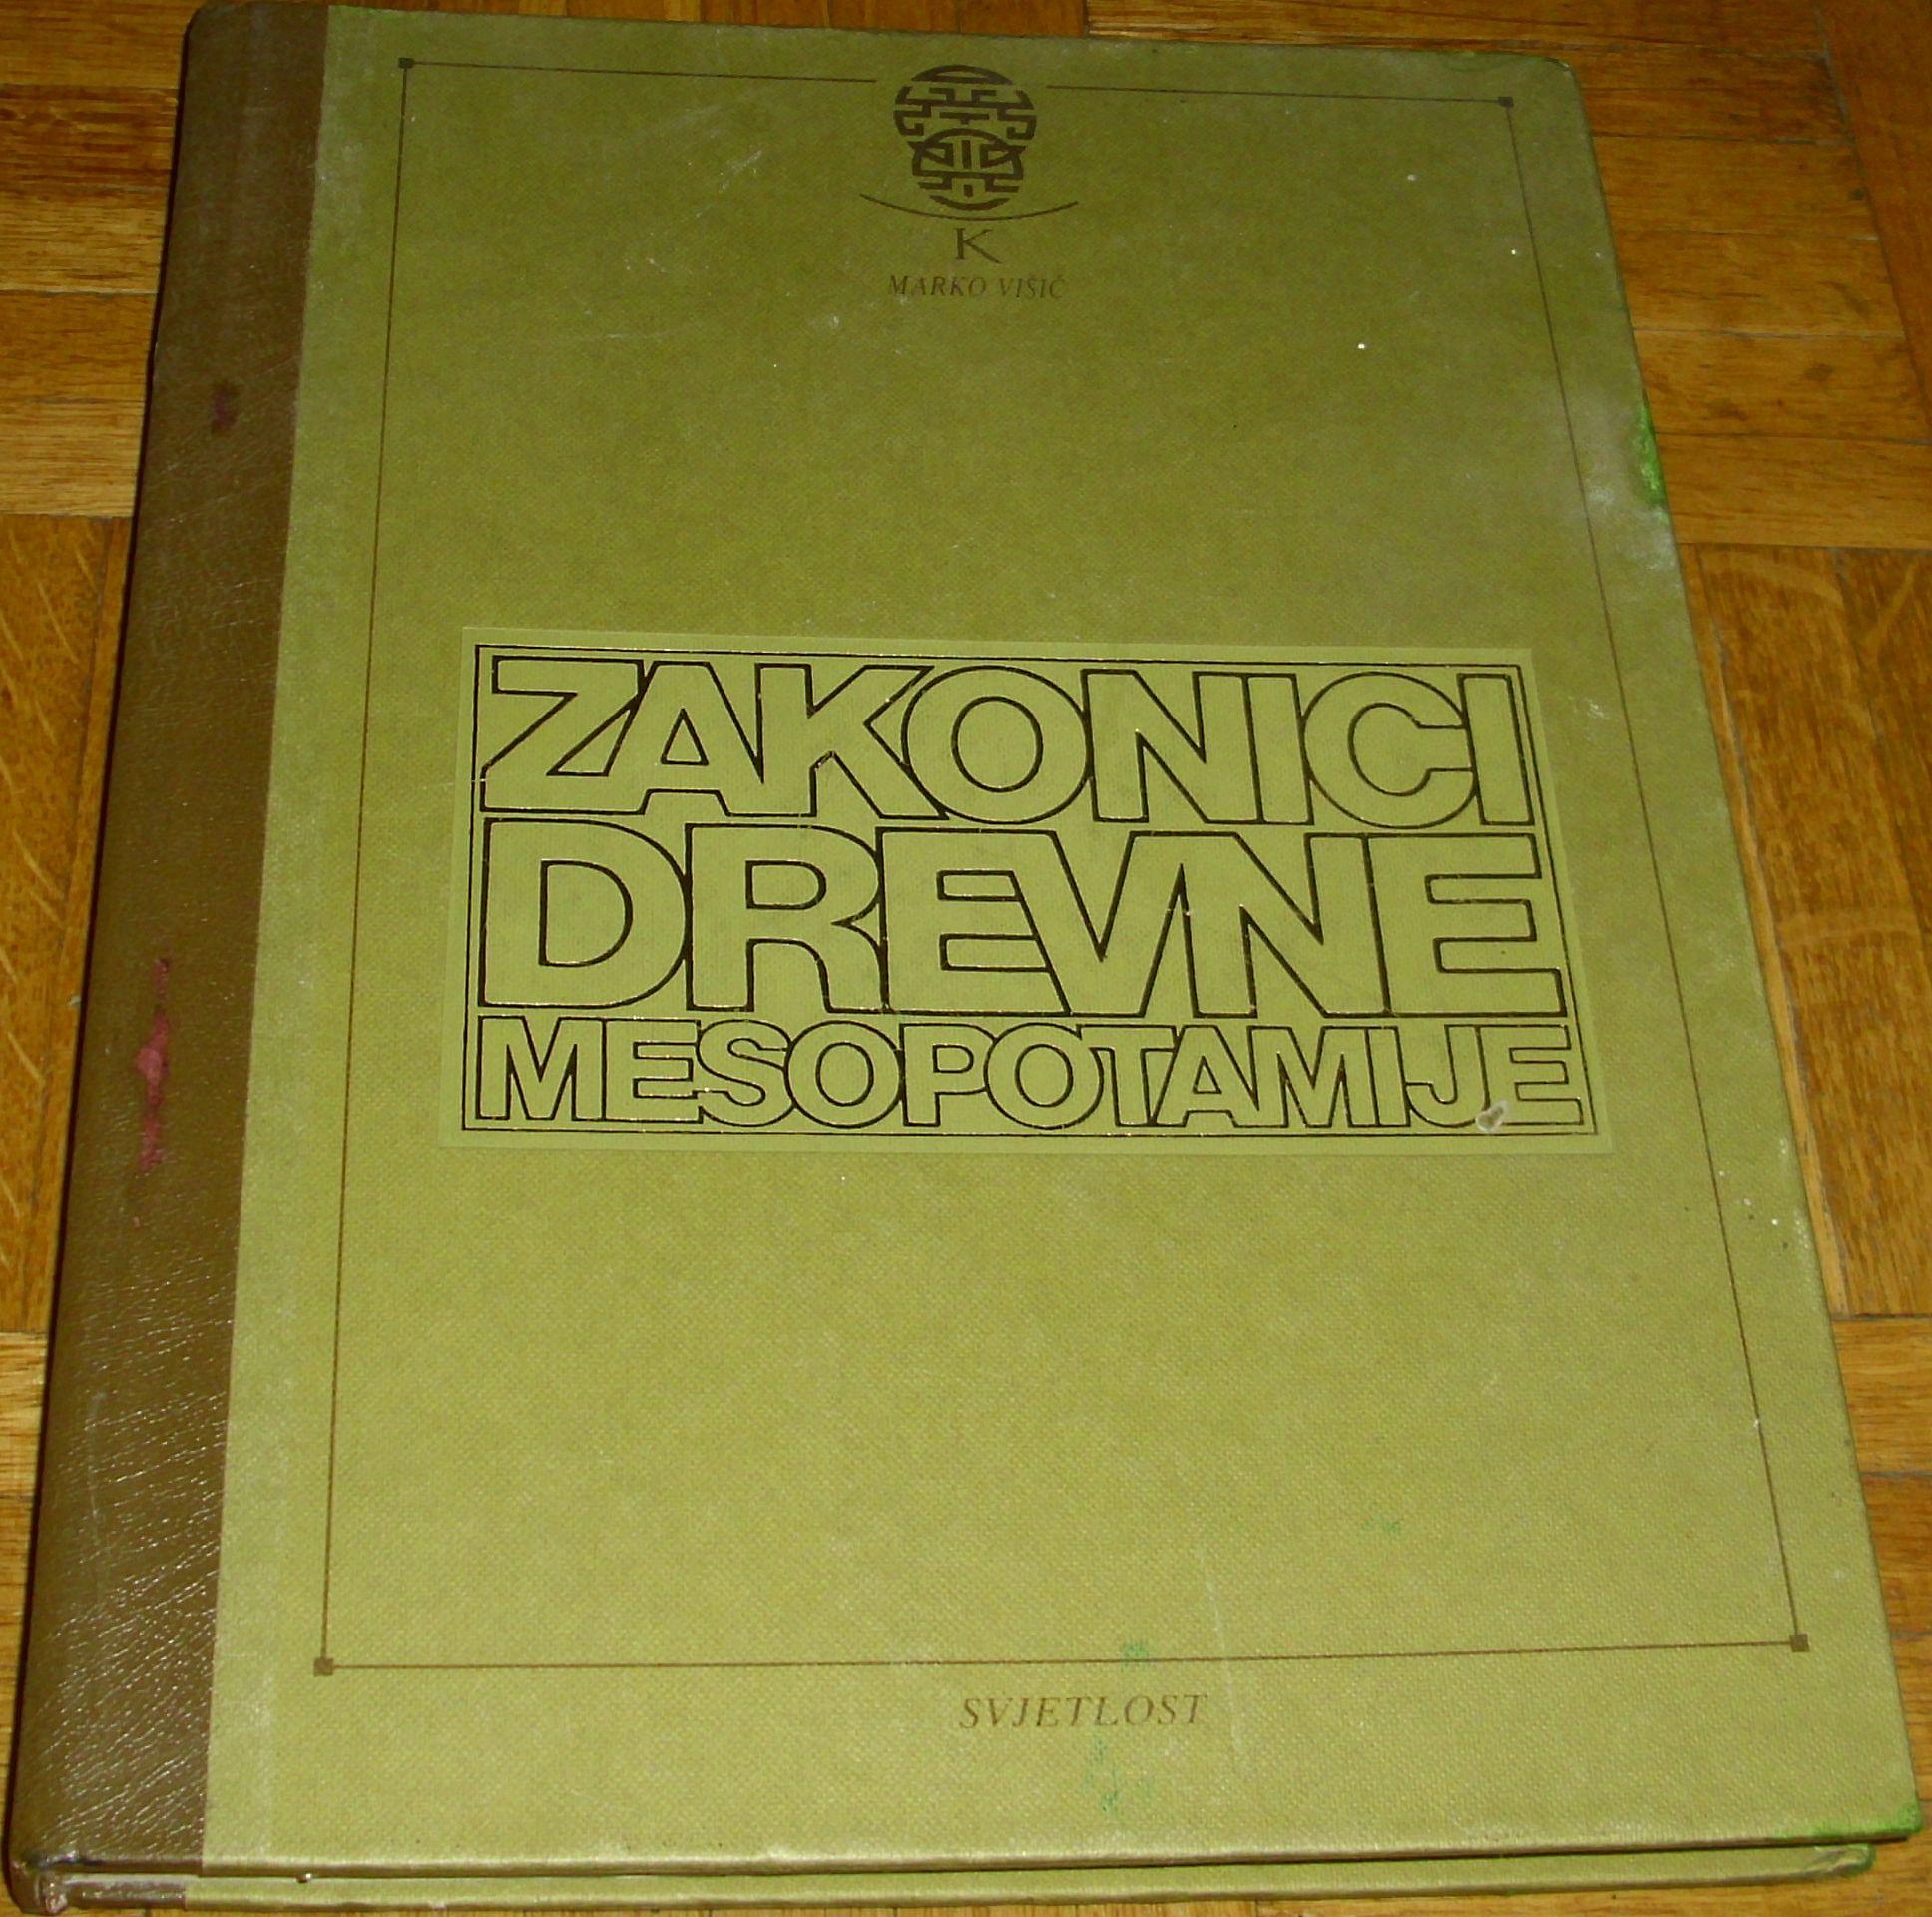 K
MARKO VIŠIĆ
ZAKONICI
DREVNE
MESOPOTAMIJE
SVJETLOST